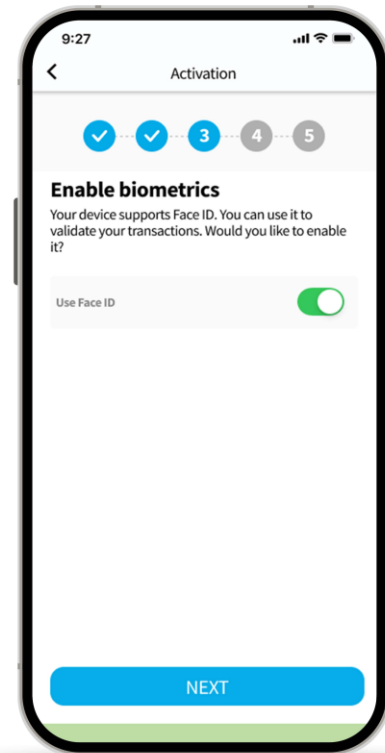 9:27
Activation
3 4 5
Enable biometrics
Your device supports Face ID. You can use it to
validate your transactions. Would you like to enable
it?
Use Face ID
NEXT